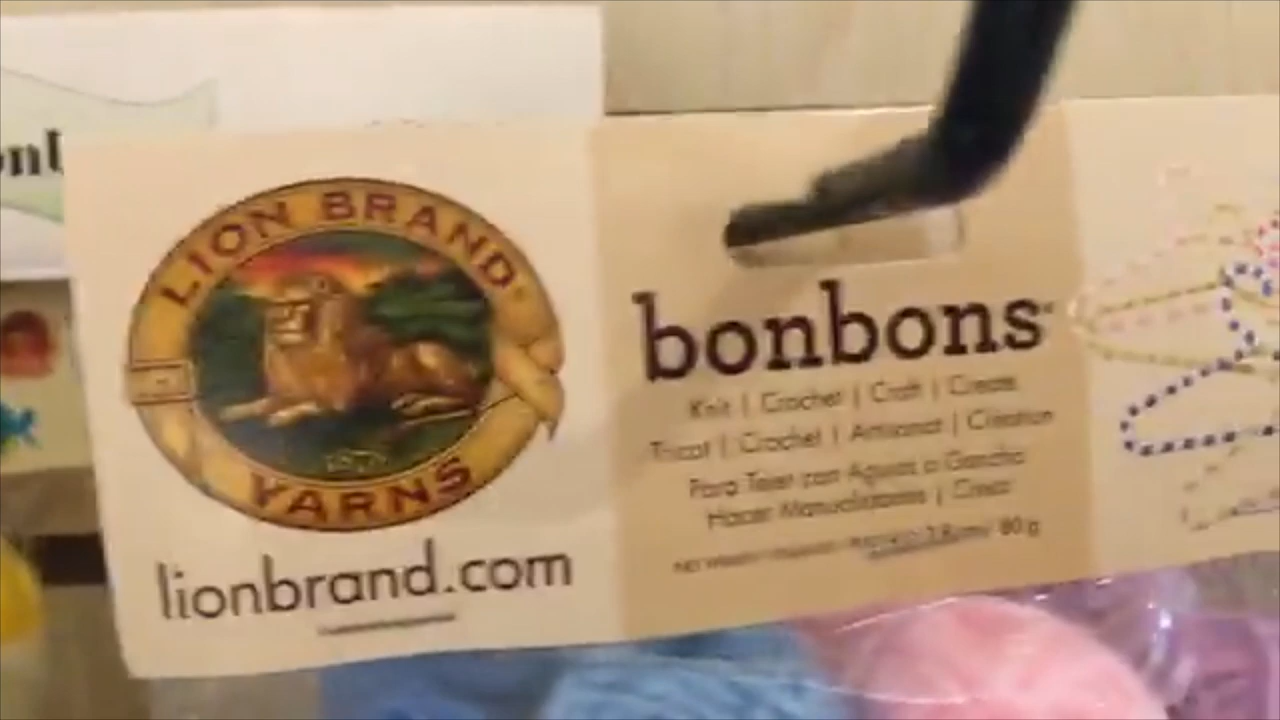 LION BRAND
YARNS
lionbrand.com
bonbons
Knit | Crochet | Craft | Create
Tricot | Crochet | Artisanat | Création
Para Tejer con Agujas o Gancho
Hacer Manualidades | Crear
80 g